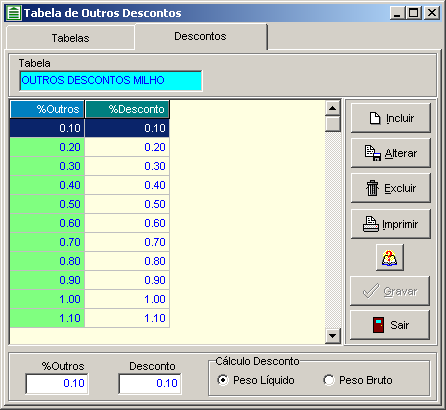 Tabela de Outros Descontos
Tabelas Descontos
Tabela
OUTROS DESCONTOS MILHO
%Outros %Desconto
0.10 0.10
0.20 0.20
0.30 0.30
0.40 0.40
0.50 0.50
0.60 0.60
0.70 0.70
0.80 0.80
0.90 0.90
1.00 1.00
1.10 1.10
Incluir
Alterar
Excluir
Imprimir
Gravar
Sair
%Outros Desconto
0.10 0.10
Cálculo Desconto
Peso Líquido Peso Bruto